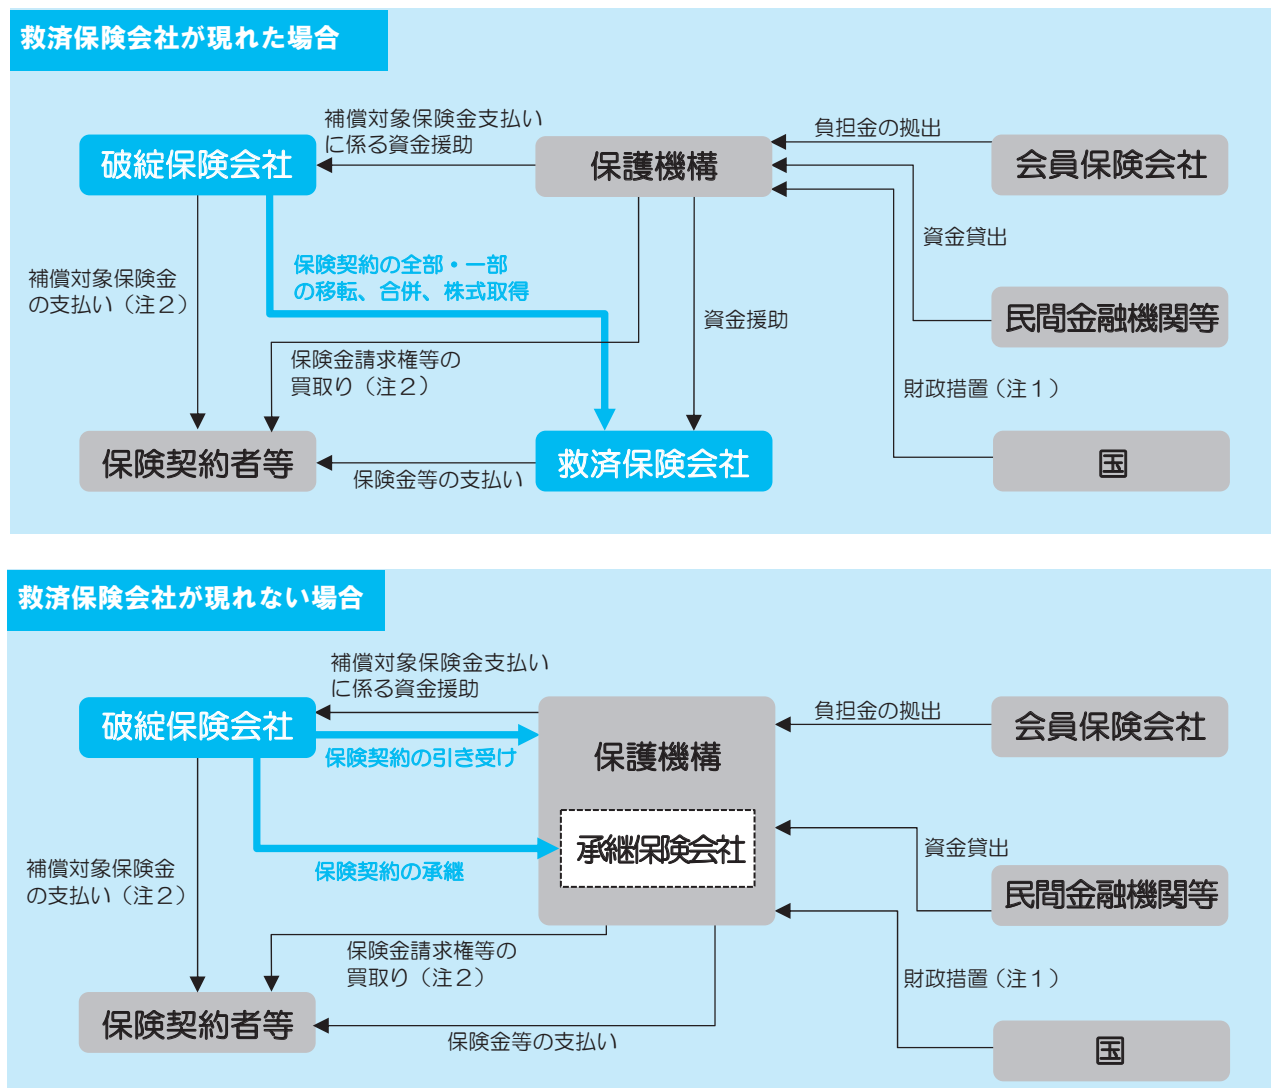 救済保険会社が現れた場合
補償対象保険金支払い
に係る資金援助
負担金の拠出
破綻保険会社
保護機構
会員保険会社
資金貸出
保険契約の全部・一部
の移転、合併、株式取得
補償対象保険金
の支払い（注２）
資金援助
民間金融機関等
保険金請求権等の
買取り（注２）
財政措置（注１）
保険契約者等
保険金等の支払い
救済保険会社
国
救済保険会社が現れない場合
補償対象保険金支払い
に係る資金援助
負担金の拠出
破綻保険会社
保険契約の引き受け
保護機構
会員保険会社
承継保険会社
資金貸出
保険契約の承継
補償対象保険金
の支払い（注２）
民間金融機関等
保険金請求権等の
買取り（注２）
財政措置（注１）
保険契約者等
保険金等の支払い
国